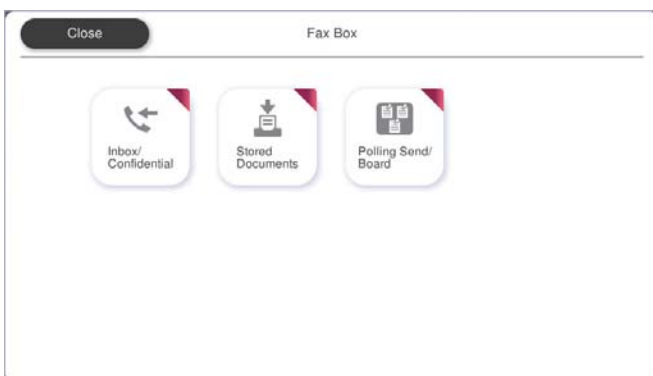 Close
Fax Box
Inbox/
Confidential
Stored
Documents
Polling Send/
Board